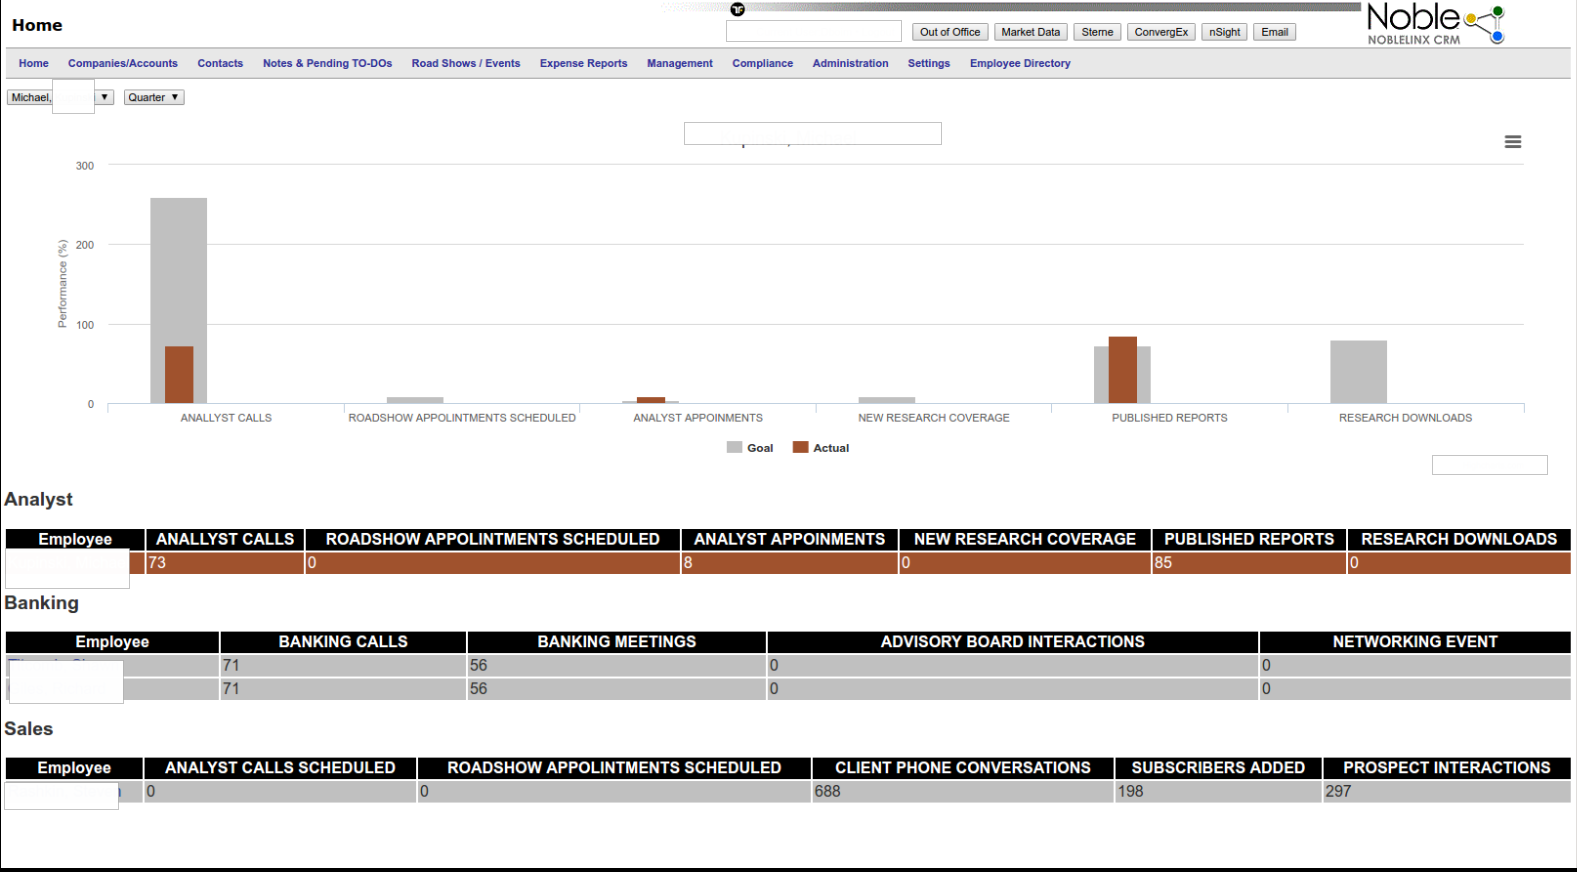 Home
Noble
NOBLELINX CRM
Out of Office Market Data Sterne ConvergEx nSight Email
Home Companies/Accounts Contacts Notes & Pending TO-DOs Road Shows / Events Expense Reports Management Compliance Administration Settings Employee Directory
Michael, Quarter
300
200
100
0
Performance (%)
ANALLYST CALLS ROADSHOW APPOLINTMENTS SCHEDULED ANALYST APPOINMENTS NEW RESEARCH COVERAGE PUBLISHED REPORTS RESEARCH DOWNLOADS
Goal Actual
Analyst
Employee ANALLYST CALLS ROADSHOW APPOLINTMENTS SCHEDULED ANALYST APPOINMENTS NEW RESEARCH COVERAGE PUBLISHED REPORTS RESEARCH DOWNLOADS
73 0 8 0 85 0
Banking
Employee BANKING CALLS BANKING MEETINGS ADVISORY BOARD INTERACTIONS NETWORKING EVENT
71 56 0 0
71 56 0 0
Sales
Employee ANALYST CALLS SCHEDULED ROADSHOW APPOLINTMENTS SCHEDULED CLIENT PHONE CONVERSATIONS SUBSCRIBERS ADDED PROSPECT INTERACTIONS
0 0 688 198 297